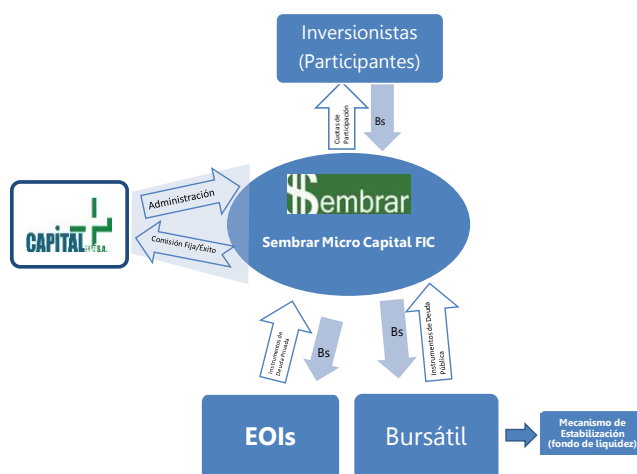 Inversionistas
(Participantes)
Cuotas de
Participación
Bs
Administración
Comisión Fija/Éxito
CAPITAL
S.A.
Sembrar
Sembrar Micro Capital FIC
Instrumentos de
Deuda Privada
Bs
Bs
Instrumentos de Deuda
Pública
EOIs
Bursátil
Mecanismo de
Estabilización
(fondo de liquidez)